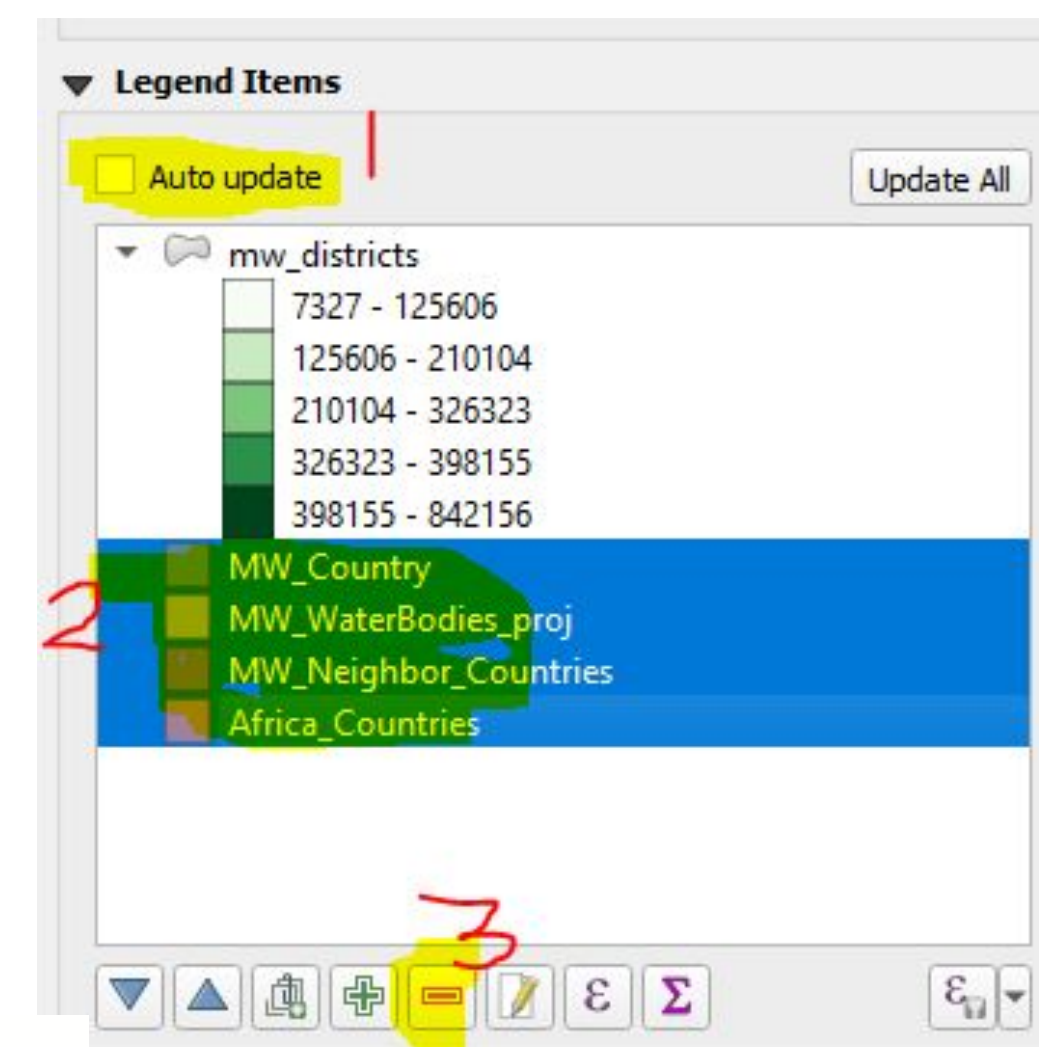 Legend Items
1
Auto update
Update All
mw_districts
7327 - 125606
125606 - 210104
210104 - 326323
326323 - 398155
398155 - 842156
MW_Country
2
MW_WaterBodies_proj
MW_Neighbor_Countries
Africa_Countries
3
ε Σ ε